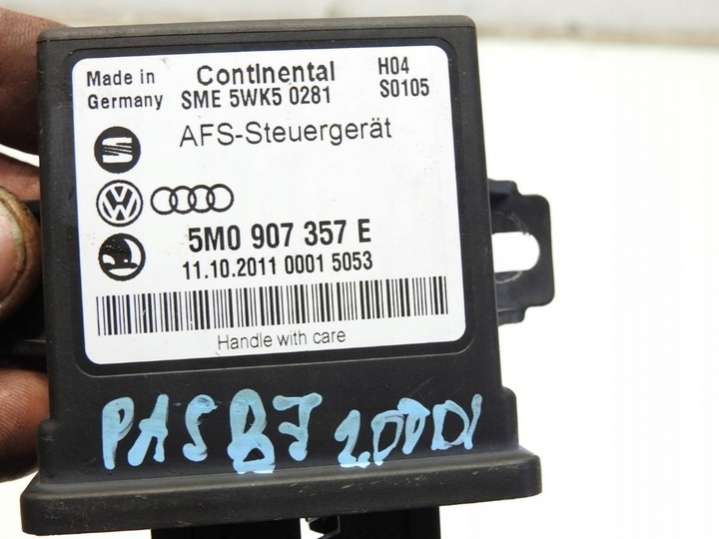 Made in Germany
Continental
SME 5WK5 0281
H04
S0105
AFS-Steuergerät
5M0 907 357 E
11.10.2011 0001 5053
Handle with care
PAS B7 2.0TDI